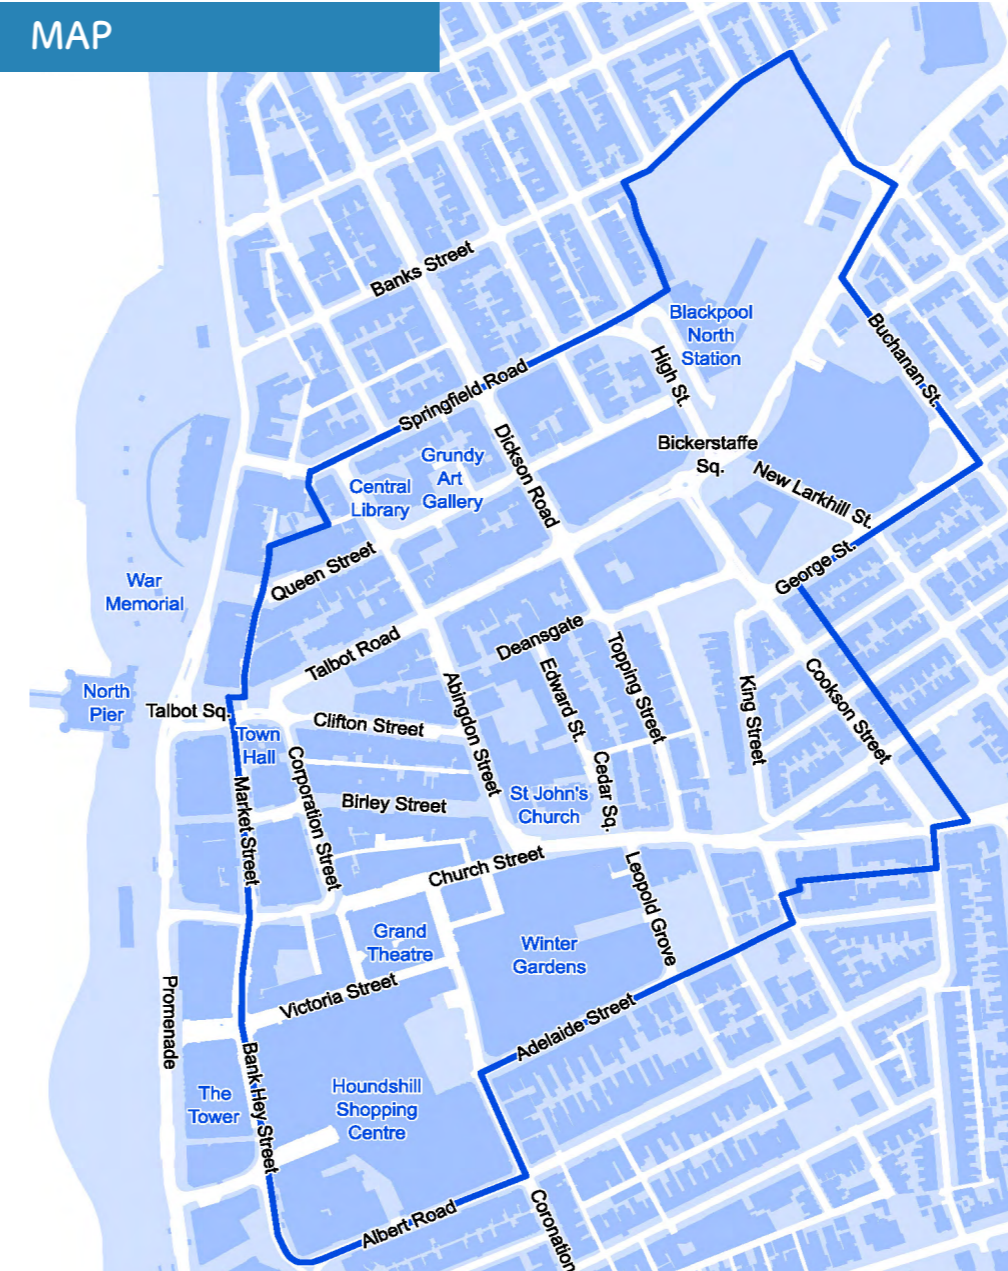 MAP
Banks Street
Blackpool
North
Station
Buchanan St.
High St.
Springfield Road
Dickson Road
Bickerstaffe
Sq.
Grundy
Art
Gallery
Central
Library
New Larkhill St.
George St.
Queen Street
War
Memorial
Talbot Road
Deansgate
Topping Street
Edward St.
Abingdon Street
King Street
Cookson Street
North
Pier
Talbot Sq.
Town
Hall
Clifton Street
Corporation Street
Market Street
Birley Street
St John's
Church
Cedar Sq.
Church Street
Leopold Grove
Grand
Theatre
Winter
Gardens
Victoria Street
Promenade
Adelaide Street
Bank Hey Street
The
Tower
Houndshill
Shopping
Centre
Albert Road
Coronation